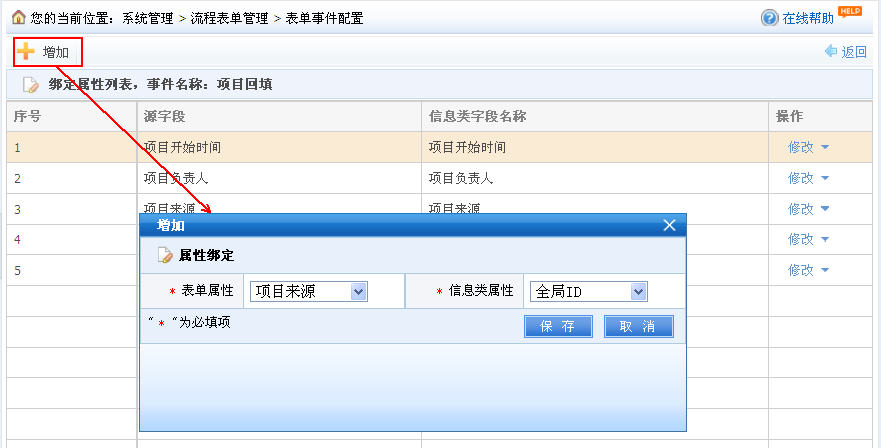 您的当前位置：系统管理 > 流程表单管理 > 表单事件配置
在线帮助 HELP
增加
返回
绑定属性列表，事件名称：项目回填
序号 源字段 信息类字段名称 操作
1 项目开始时间 项目开始时间 修改
2 项目负责人 项目负责人 修改
3 项目来源 项目来源 修改
4 修改
5 修改
增加
属性绑定
* 表单属性 项目来源 * 信息类属性 全局ID
" * "为必填项 保 存 取 消